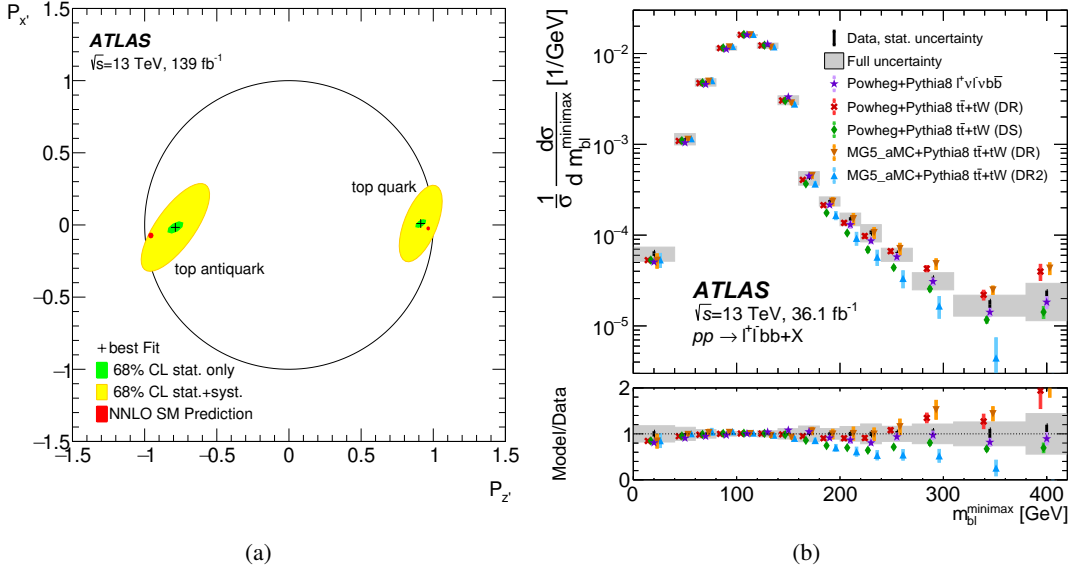 P_x'
1.5
1
0.5
0
−0.5
−1
−1.5
ATLAS
√s=13 TeV, 139 fb⁻¹
top quark
top antiquark
best Fit
68% CL stat. only
68% CL stat.+syst.
NNLO SM Prediction
−1.5 −1 −0.5 0 0.5 1 1.5
P_z'
(a)
1/σ dσ/d m_bl^minimax [1/GeV]
10⁻²
10⁻³
10⁻⁴
10⁻⁵
Data, stat. uncertainty
Full uncertainty
Powheg+Pythia8 l⁺νl⁻νbb̄
Powheg+Pythia8 tt̄+tW (DR)
Powheg+Pythia8 tt̄+tW (DS)
MG5_aMC+Pythia8 tt̄+tW (DR)
MG5_aMC+Pythia8 tt̄+tW (DR2)
ATLAS
√s=13 TeV, 36.1 fb⁻¹
pp → l⁺l⁻bb+X
Model/Data
2
1
0
0 100 200 300 400
m_bl^minimax [GeV]
(b)